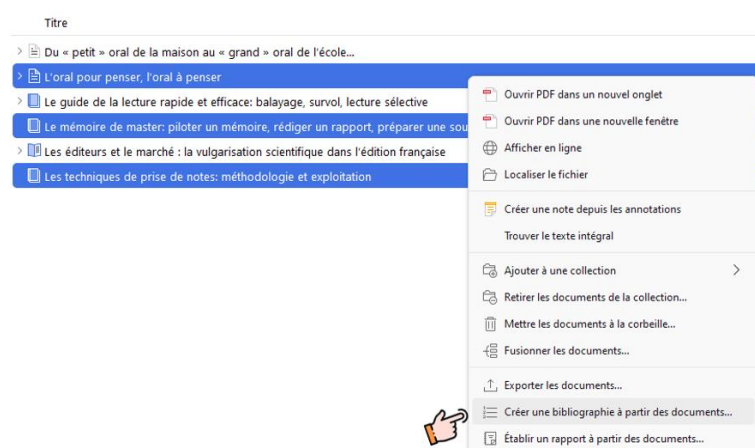 Titre
Du « petit » oral de la maison au « grand » oral de l'école...
L'oral pour penser, l'oral à penser
Le guide de la lecture rapide et efficace: balayage, survol, lecture sélective
Le mémoire de master: piloter un mémoire, rédiger un rapport, préparer une sou
Les éditeurs et le marché : la vulgarisation scientifique dans l'édition française
Les techniques de prise de notes: méthodologie et exploitation
Ouvrir PDF dans un nouvel onglet
Ouvrir PDF dans une nouvelle fenêtre
Afficher en ligne
Localiser le fichier
Créer une note depuis les annotations
Trouver le texte intégral
Ajouter à une collection
Retirer les documents de la collection...
Mettre les documents à la corbeille...
Fusionner les documents...
Exporter les documents...
Créer une bibliographie à partir des documents...
Établir un rapport à partir des documents...